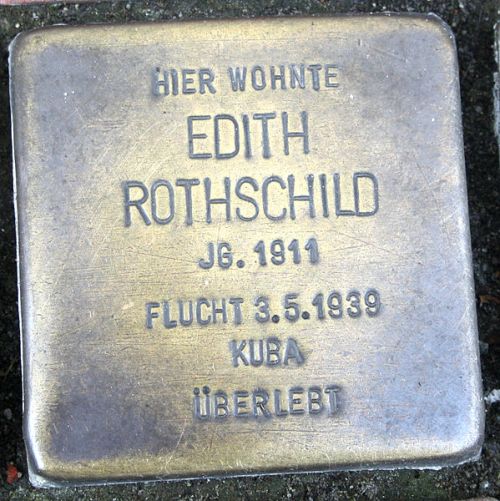 HIER WOHNTE
EDITH
ROTHSCHILD
JG. 1911
FLUCHT 3.5.1939
KUBA
ÜBERLEBT